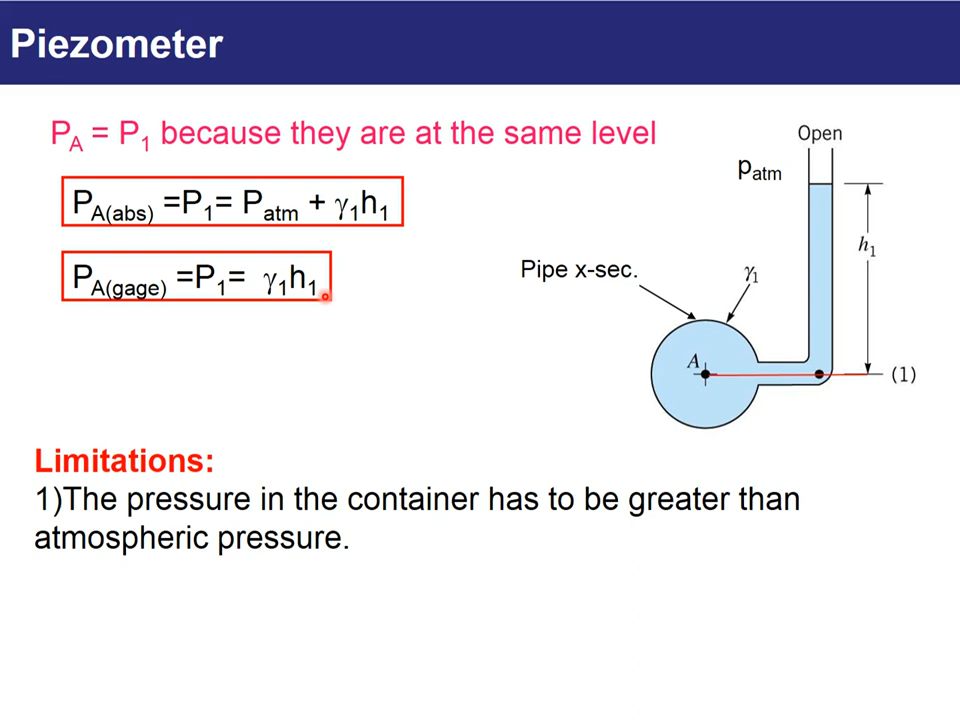 Piezometer
P_A = P_1 because they are at the same level
P_A(abs) =P_1= P_atm + γ_1h_1
P_A(gage) =P_1= γ_1h_1
Open
p_atm
h_1
Pipe x-sec.
γ_1
A
(1)
Limitations:
1)The pressure in the container has to be greater than
atmospheric pressure.